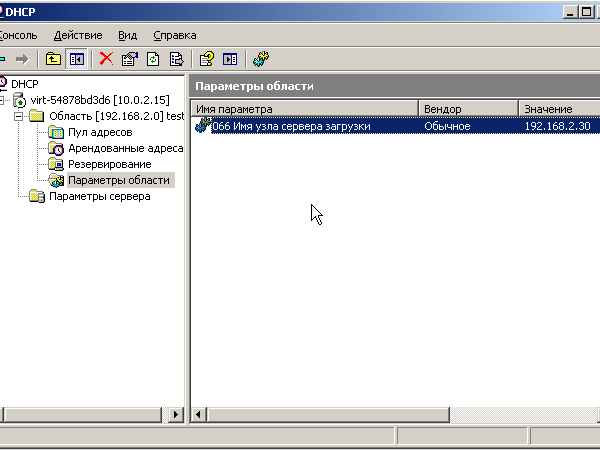 DHCP
Консоль Действие Вид Справка
DHCP
virt-54878bd3d6 [10.0.2.15]
Область [192.168.2.0] test
Пул адресов
Арендованные адреса
Резервирование
Параметры области
Параметры сервера
Параметры области
Имя параметра Вендор Значение
066 Имя узла сервера загрузки Обычное 192.168.2.30